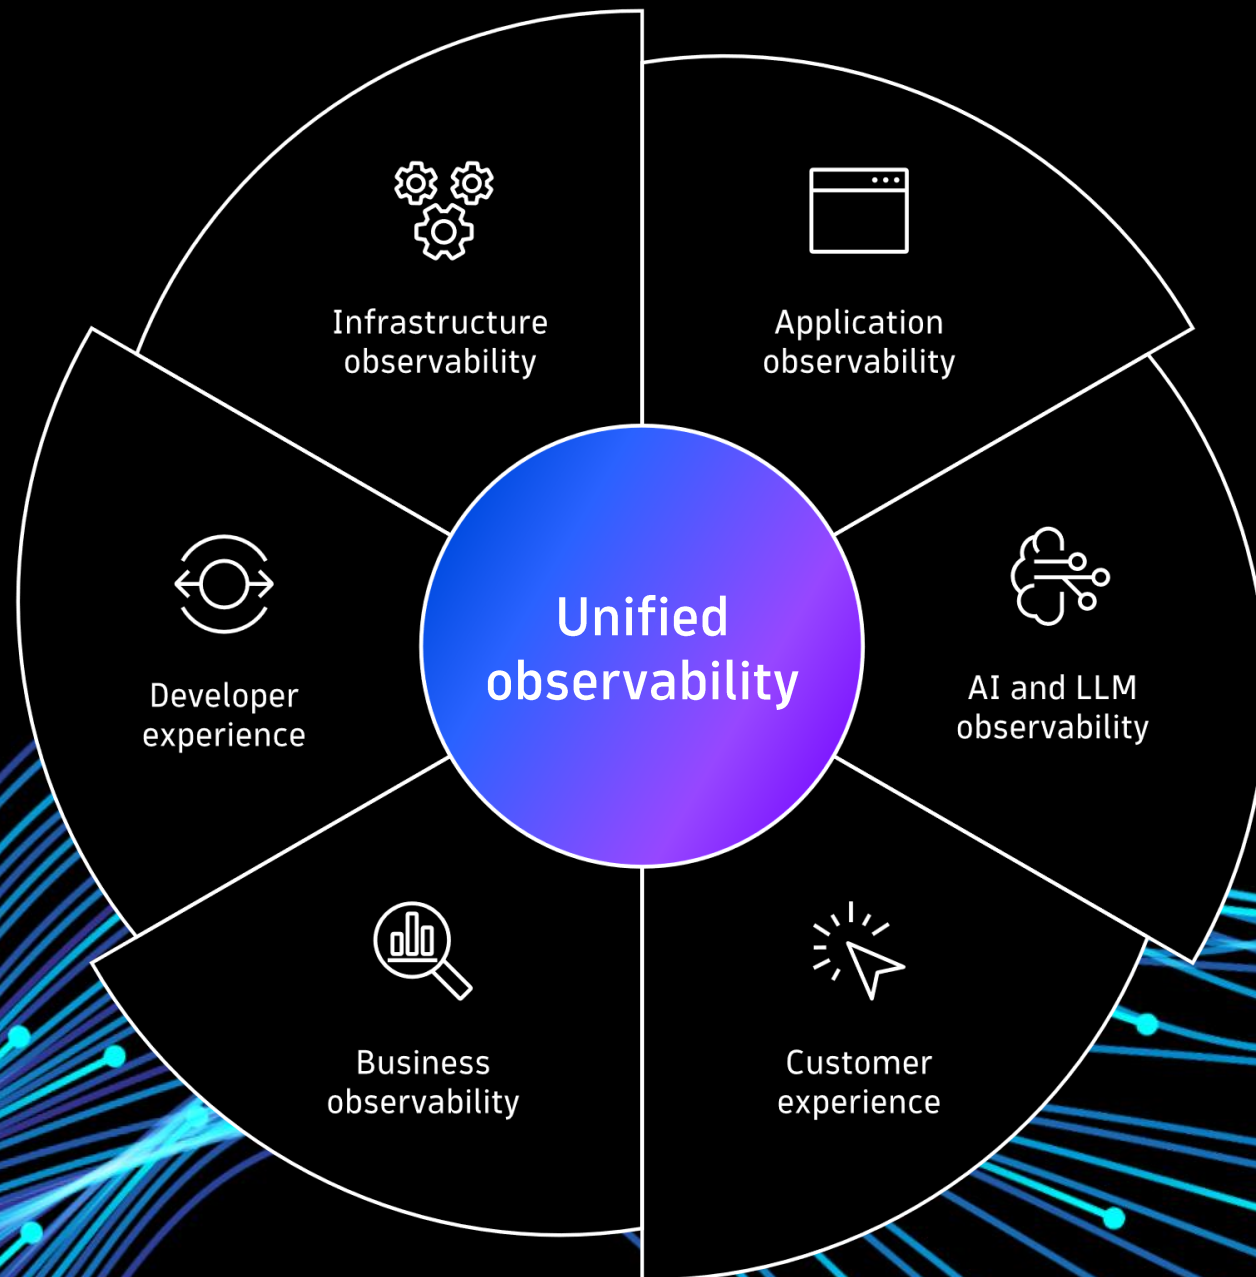 Infrastructure
observability
Application
observability
Developer
experience
Unified
observability
AI and LLM
observability
Business
observability
Customer
experience